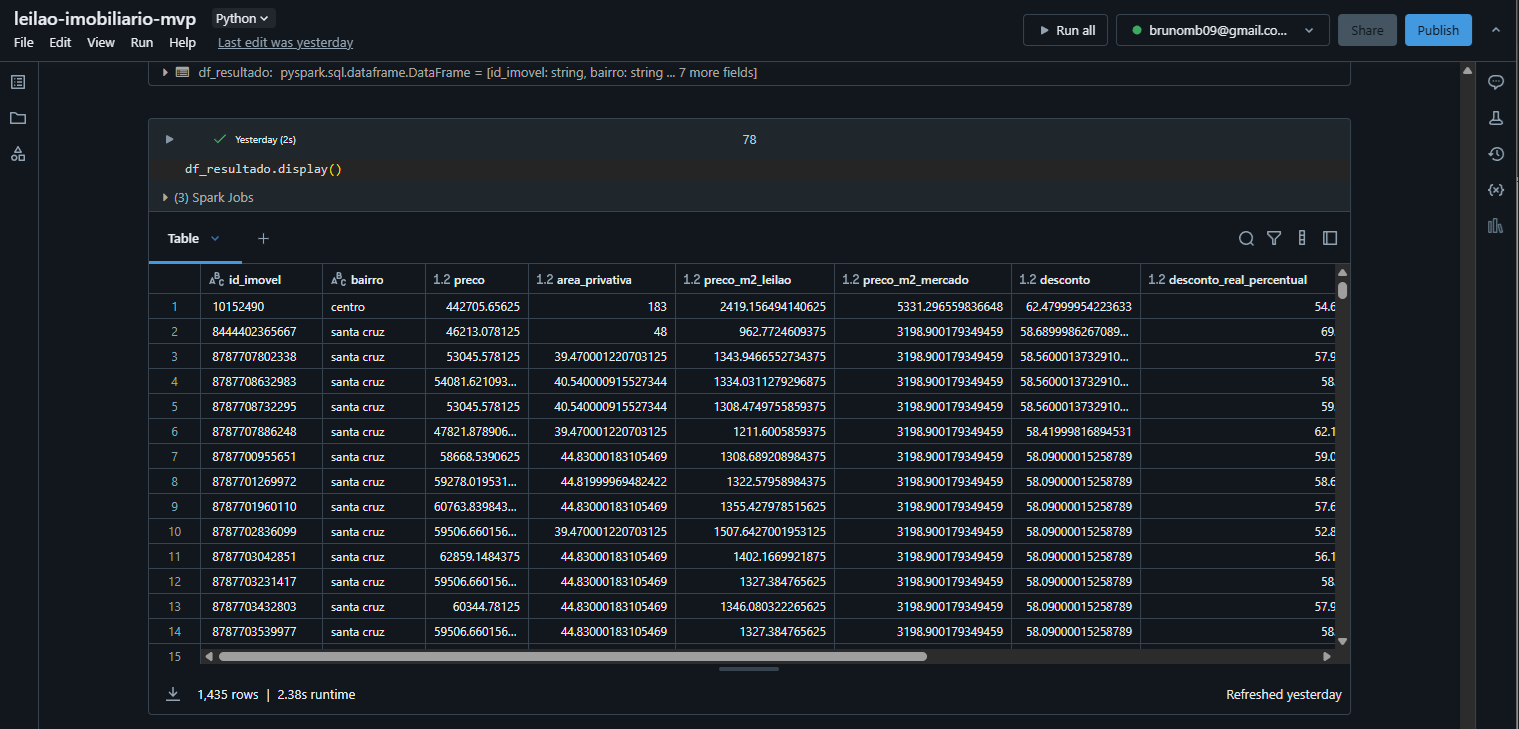 leilao-imobiliario-mvp Python
File Edit View Run Help Last edit was yesterday
Run all brunomb09@gmail.co... Share Publish
df_resultado: pyspark.sql.dataframe.DataFrame = [id_imovel: string, bairro: string ... 7 more fields]
Yesterday (2s) 78
df_resultado.display()
(3) Spark Jobs
Table +
id_imovel bairro 1.2 preco 1.2 area_privativa 1.2 preco_m2_leilao 1.2 preco_m2_mercado 1.2 desconto 1.2 desconto_real_percentual
1 10152490 centro 442705.65625 183 2419.156494140625 5331.296559836648 62.47999954223633 54.6
2 8444402365667 santa cruz 46213.078125 48 962.7724609375 3198.900179349459 58.6899986267089... 69.
3 8787707802338 santa cruz 53045.578125 39.470001220703125 1343.9466552734375 3198.900179349459 58.5600013732910... 57.9
4 8787708632983 santa cruz 54081.621093... 40.540000915527344 1334.0311279296875 3198.900179349459 58.5600013732910... 58.
5 8787708732295 santa cruz 53045.578125 40.540000915527344 1308.4749755859375 3198.900179349459 58.5600013732910... 59.
6 8787707886248 santa cruz 47821.878906... 39.470001220703125 1211.6005859375 3198.900179349459 58.41999816894531 62.1
7 8787700955651 santa cruz 58668.5390625 44.83000183105469 1308.689208984375 3198.900179349459 58.09000015258789 59.0
8 8787701269972 santa cruz 59278.019531... 44.81999969482422 1322.57958984375 3198.900179349459 58.09000015258789 58.6
9 8787701960110 santa cruz 60763.839843... 44.83000183105469 1355.427978515625 3198.900179349459 58.09000015258789 57.6
10 8787702836099 santa cruz 59506.660156... 39.470001220703125 1507.6427001953125 3198.900179349459 58.09000015258789 52.8
11 8787703042851 santa cruz 62859.1484375 44.83000183105469 1402.1669921875 3198.900179349459 58.09000015258789 56.1
12 8787703231417 santa cruz 59506.660156... 44.83000183105469 1327.384765625 3198.900179349459 58.09000015258789 58.
13 8787703432803 santa cruz 60344.78125 44.83000183105469 1346.080322265625 3198.900179349459 58.09000015258789 57.9
14 8787703539977 santa cruz 59506.660156... 44.83000183105469 1327.384765625 3198.900179349459 58.09000015258789 58.
15
1,435 rows | 2.38s runtime Refreshed yesterday